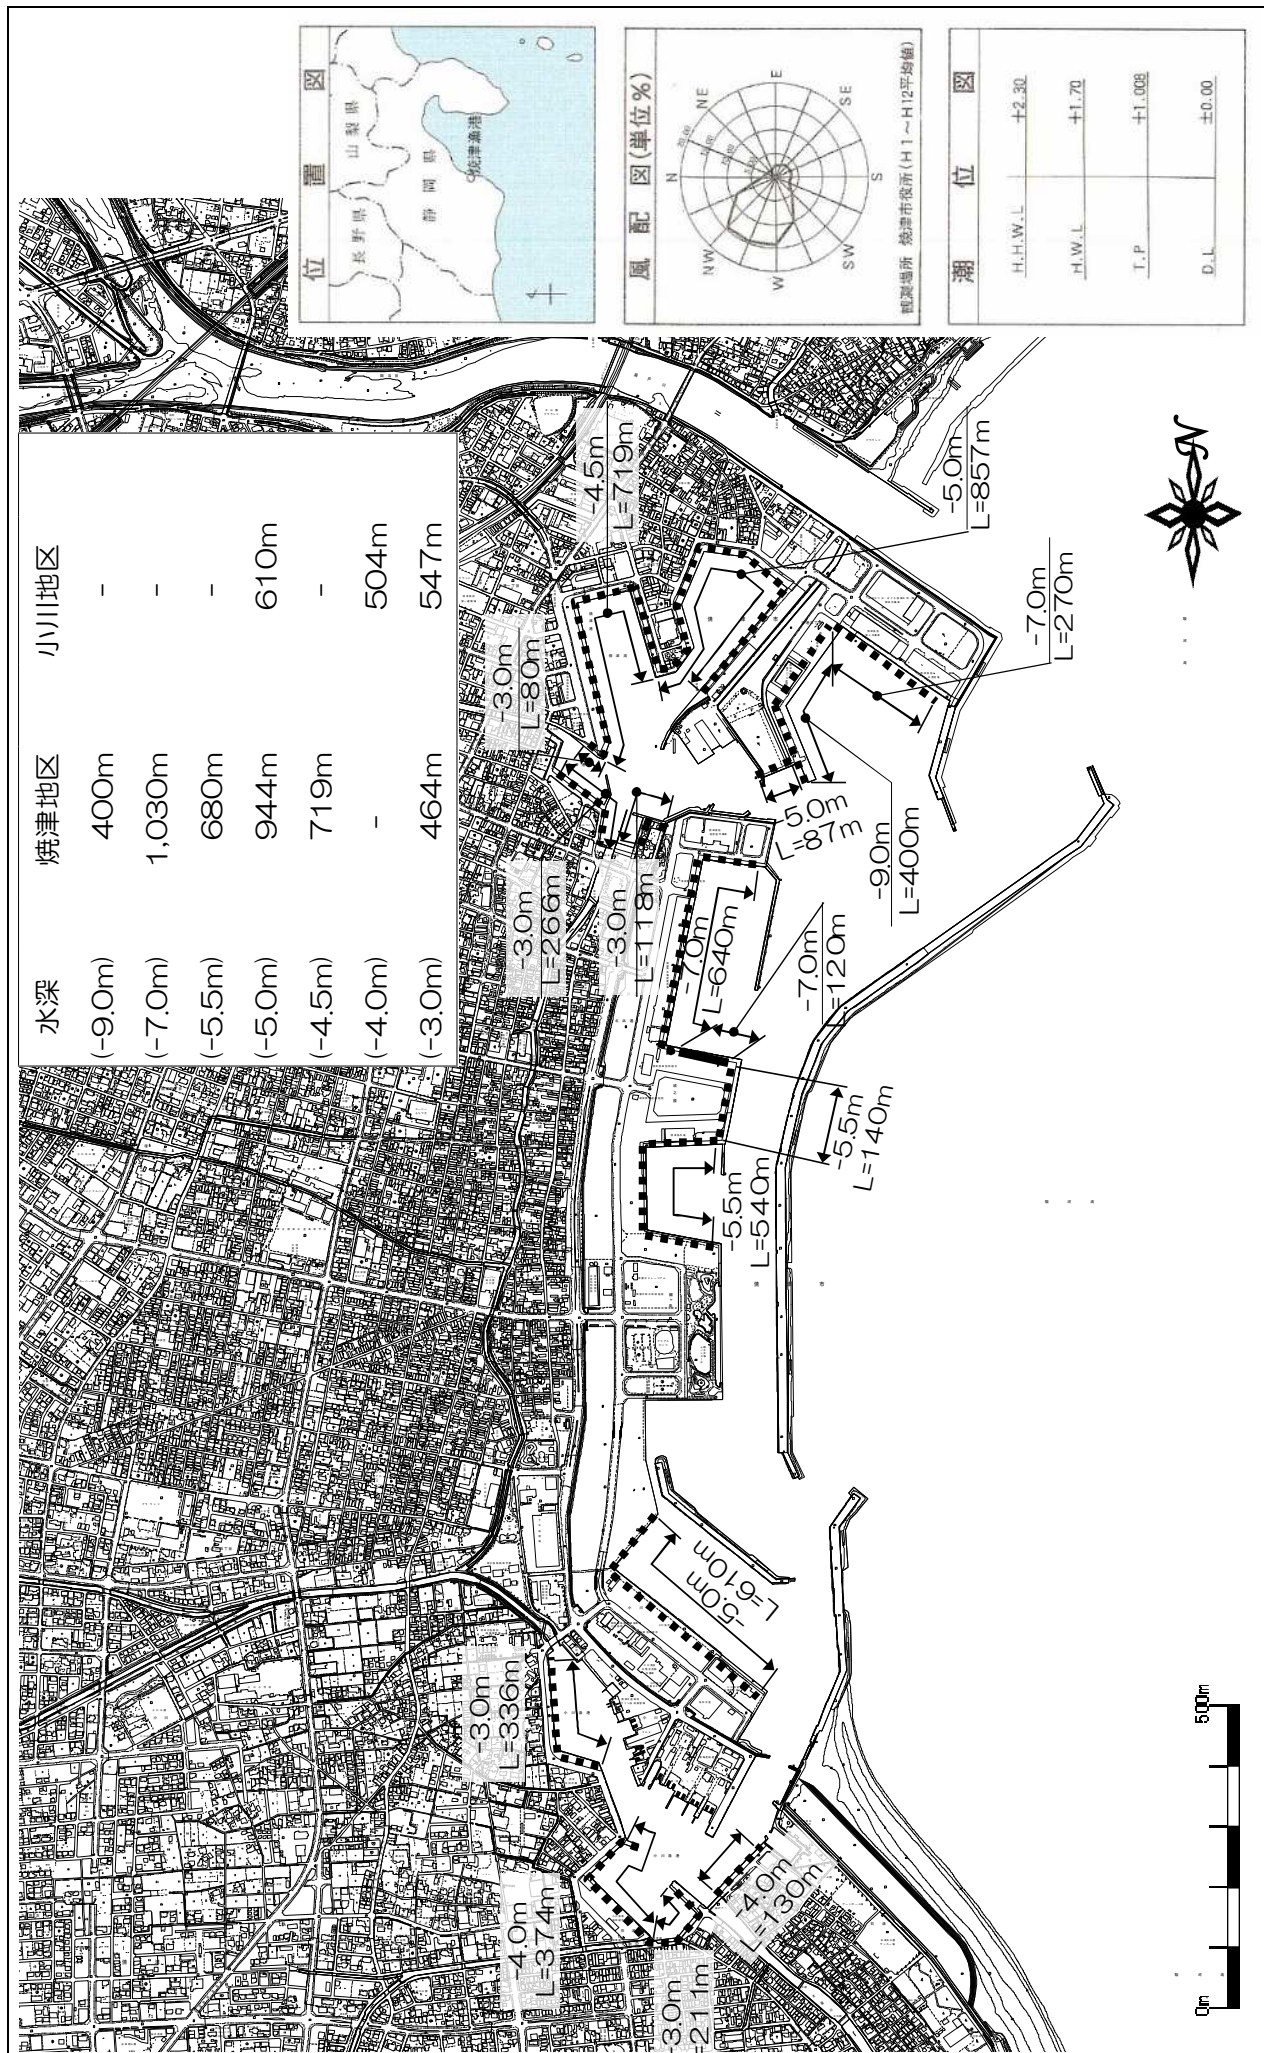 水深 焼津地区 小川地区
(-9.0m) 400m -
(-7.0m) 1,030m -
(-5.5m) 680m -
(-5.0m) 944m 610m
(-4.5m) 719m -
(-4.0m) - 504m
(-3.0m) 464m 547m
位置図
長野県
山梨県
静岡県
焼津漁港
風配図(単位%)
N
NE
E
SE
S
SW
W
NW
20.00
観測場所 焼津市役所(H1~H12平均値)
潮位図
H.H.W.L +2.30
H.W.L +1.70
T.P +1.008
D.L ±0.00
-4.5m
L=719m
-5.0m
L=857m
-3.0m
L=80m
-7.0m
L=270m
-5.0m
L=87m
-9.0m
L=400m
-3.0m
L=266m
-3.0m
L=118m
-7.0m
L=640m
-7.0m
L=120m
-5.5m
L=140m
-5.5m
L=540m
-5.0m
L=610m
-3.0m
L=336m
-4.0m
L=374m
-4.0m
L=130m
-3.0m
L=211m
N
0m 500m